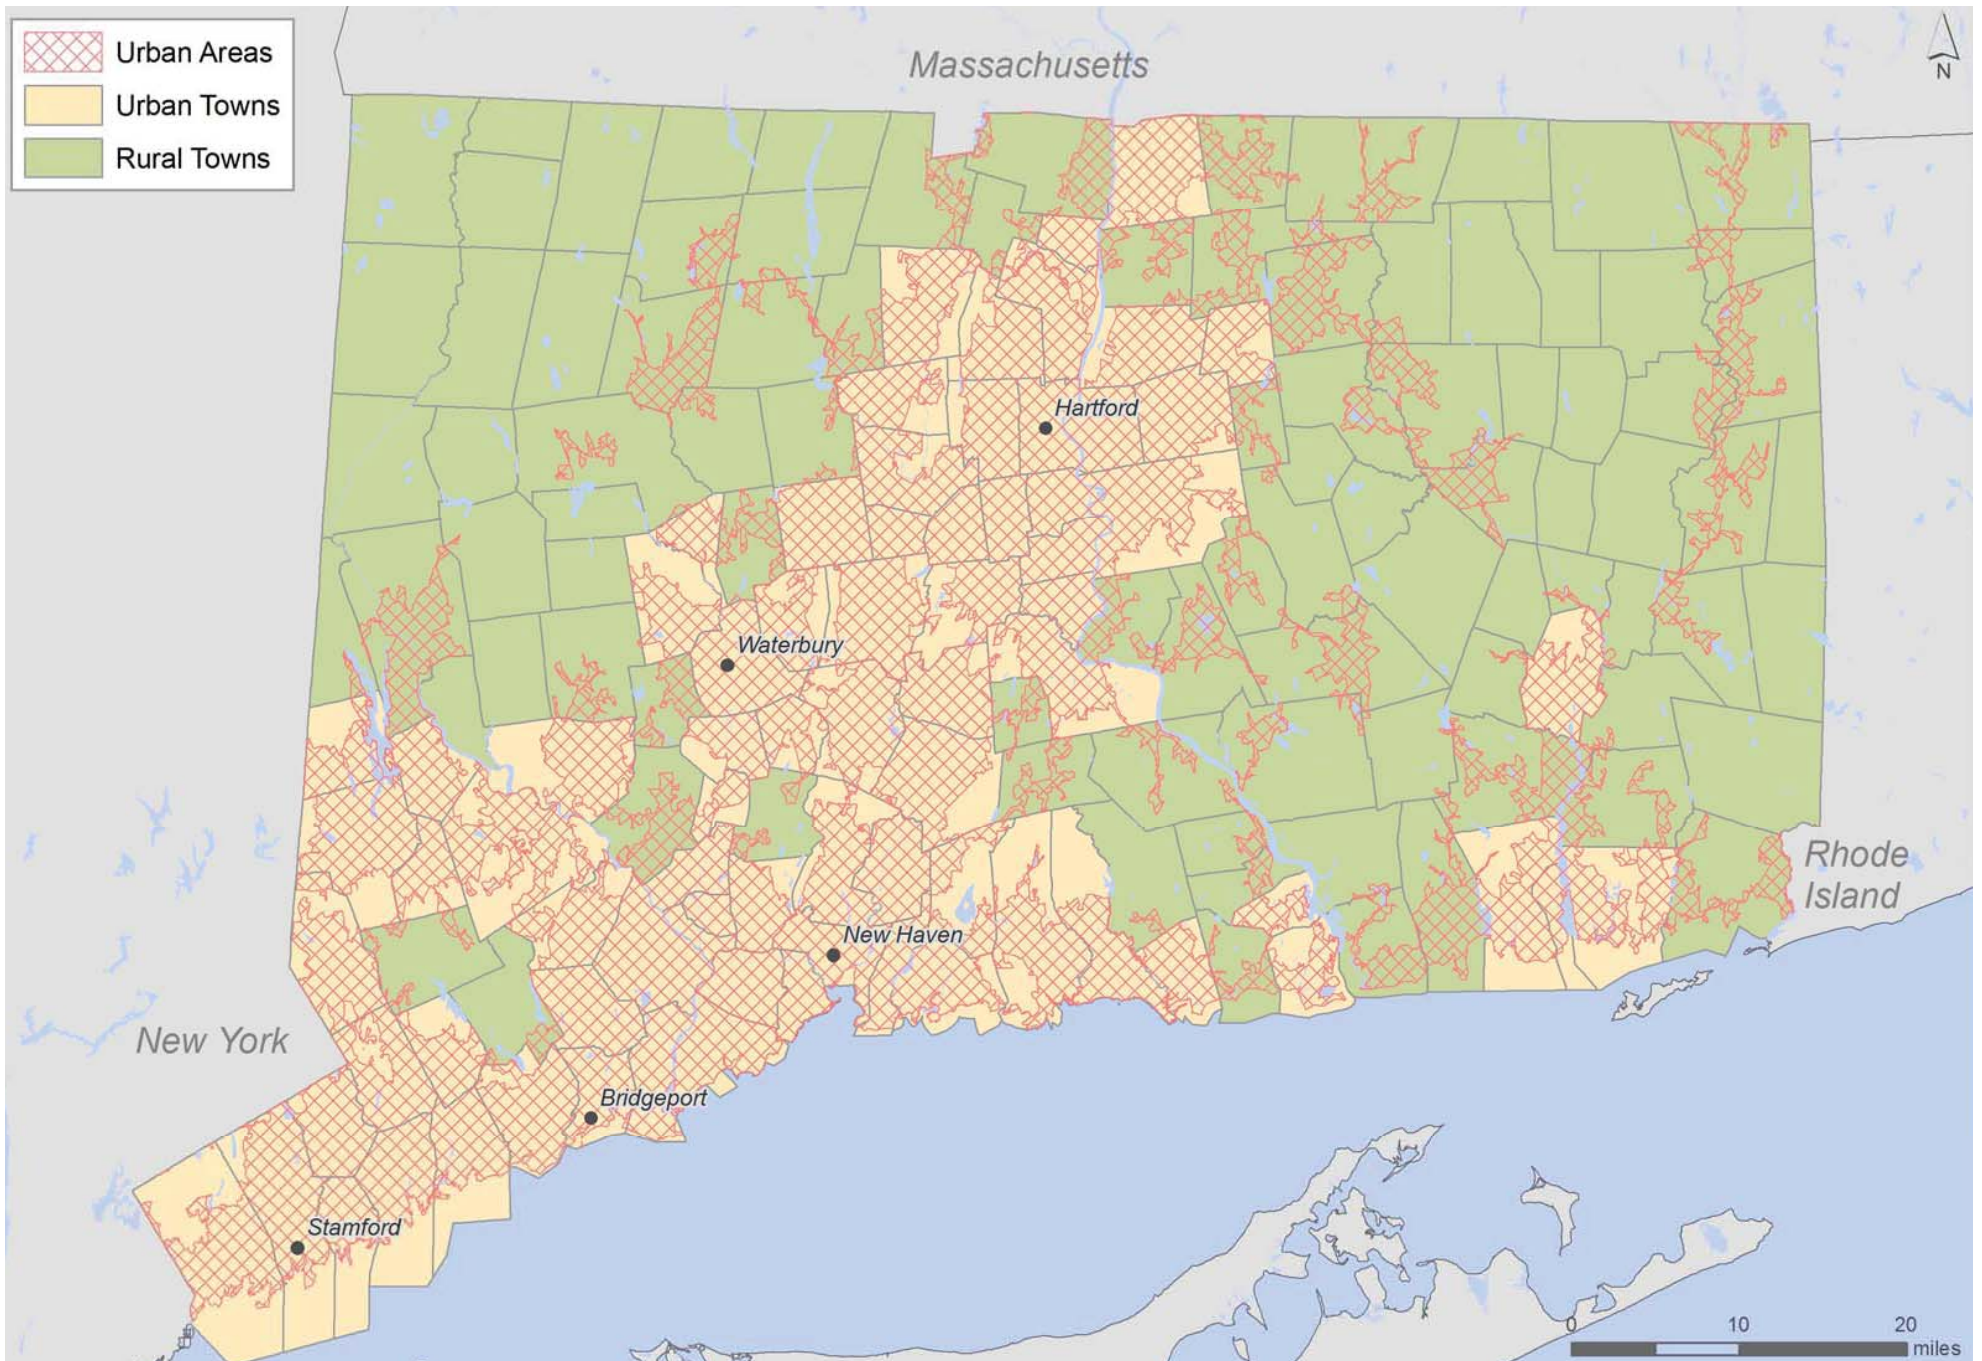 Urban Areas
Urban Towns
Rural Towns
Massachusetts
N
Hartford
Waterbury
Rhode
Island
New Haven
New York
Bridgeport
Stamford
0 10 20
miles